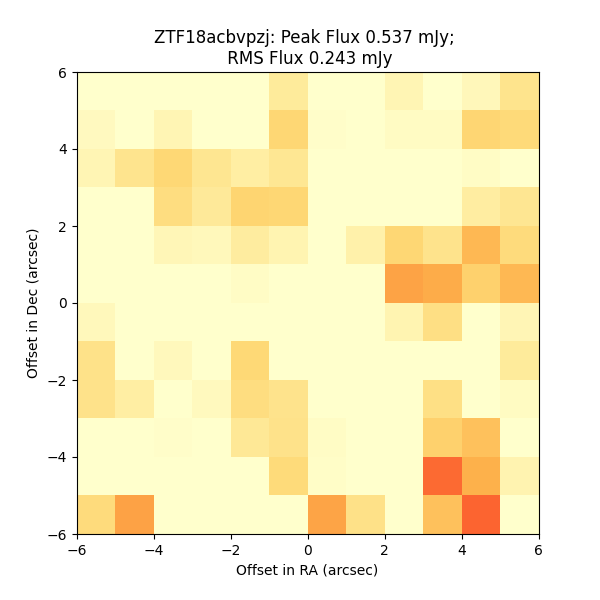 ZTF18acbvpzj: Peak Flux 0.537 mJy;
RMS Flux 0.243 mJy
6
4
2
0
−2
−4
−6
Offset in Dec (arcsec)
−6 −4 −2 0 2 4 6
Offset in RA (arcsec)